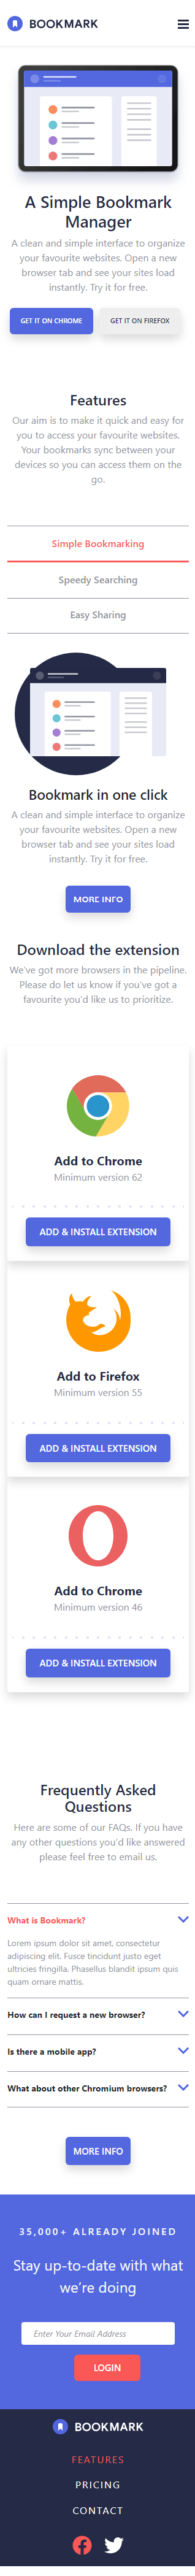 BOOKMARK
A Simple Bookmark
Manager
A clean and simple interface to organize
your favourite websites. Open a new
browser tab and see your sites load
instantly. Try it for free.
GET IT ON CHROME
GET IT ON FIREFOX
Features
Our aim is to make it quick and easy for
you to access your favourite websites.
Your bookmarks sync between your
devices so you can access them on the
go.
Simple Bookmarking
Speedy Searching
Easy Sharing
Bookmark in one click
A clean and simple interface to organize
your favourite websites. Open a new
browser tab and see your sites load
instantly. Try it for free.
MORE INFO
Download the extension
We've got more browsers in the pipeline.
Please do let us know if you've got a
favourite you'd like us to prioritize.
Add to Chrome
Minimum version 62
ADD & INSTALL EXTENSION
Add to Firefox
Minimum version 55
ADD & INSTALL EXTENSION
Add to Chrome
Minimum version 46
ADD & INSTALL EXTENSION
Frequently Asked
Questions
Here are some of our FAQs. If you have
any other questions you'd like answered
please feel free to email us.
What is Bookmark?
Lorem ipsum dolor sit amet, consectetur
adipiscing elit. Fusce tincidunt justo eget
ultricies fringilla. Phasellus blandit ipsum quis
quam ornare mattis.
How can I request a new browser?
Is there a mobile app?
What about other Chromium browsers?
MORE INFO
35,000+ ALREADY JOINED
Stay up-to-date with what
we're doing
Enter Your Email Address
LOGIN
BOOKMARK
FEATURES
PRICING
CONTACT